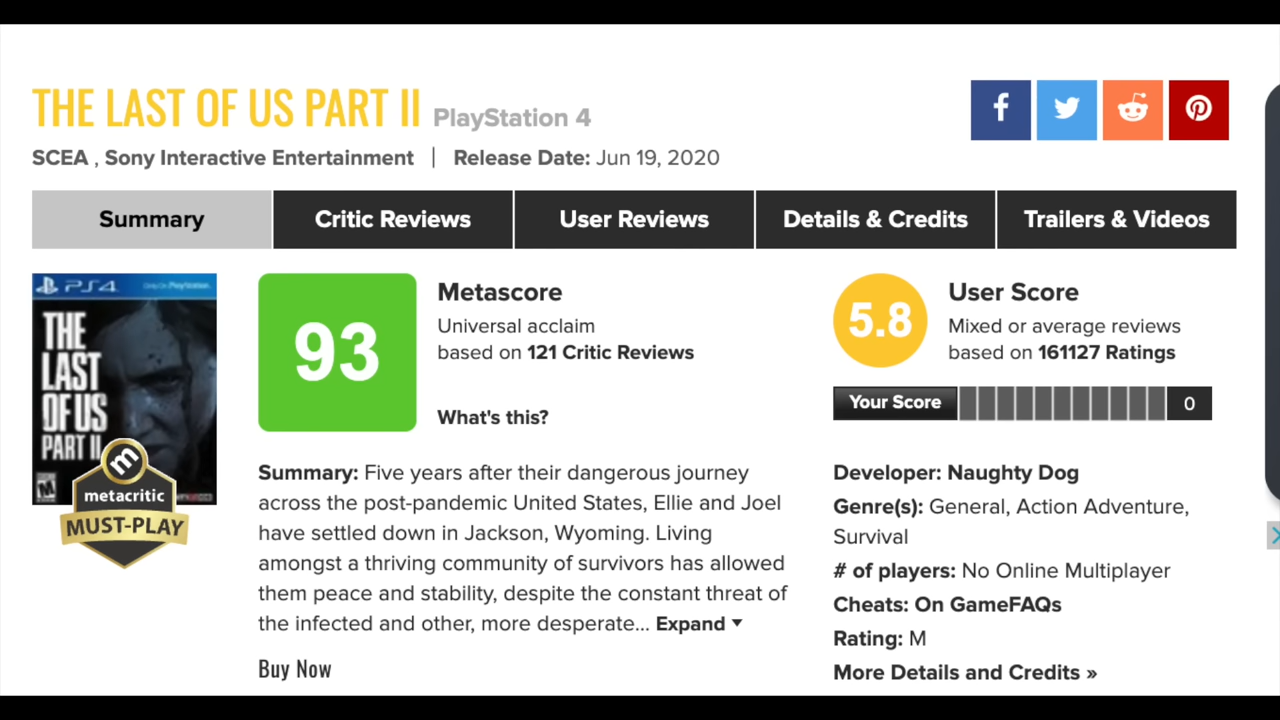 THE LAST OF US PART II PlayStation 4
SCEA , Sony Interactive Entertainment | Release Date: Jun 19, 2020
Summary
Critic Reviews
User Reviews
Details & Credits
Trailers & Videos
PS4
THE
LAST
OF US
PART II
M
metacritic
MUST-PLAY
93
Metascore
Universal acclaim
based on 121 Critic Reviews
What's this?
Summary: Five years after their dangerous journey
across the post-pandemic United States, Ellie and Joel
have settled down in Jackson, Wyoming. Living
amongst a thriving community of survivors has allowed
them peace and stability, despite the constant threat of
the infected and other, more desperate... Expand
Buy Now
5.8
User Score
Mixed or average reviews
based on 161127 Ratings
Your Score
0
Developer: Naughty Dog
Genre(s): General, Action Adventure,
Survival
# of players: No Online Multiplayer
Cheats: On GameFAQs
Rating: M
More Details and Credits »